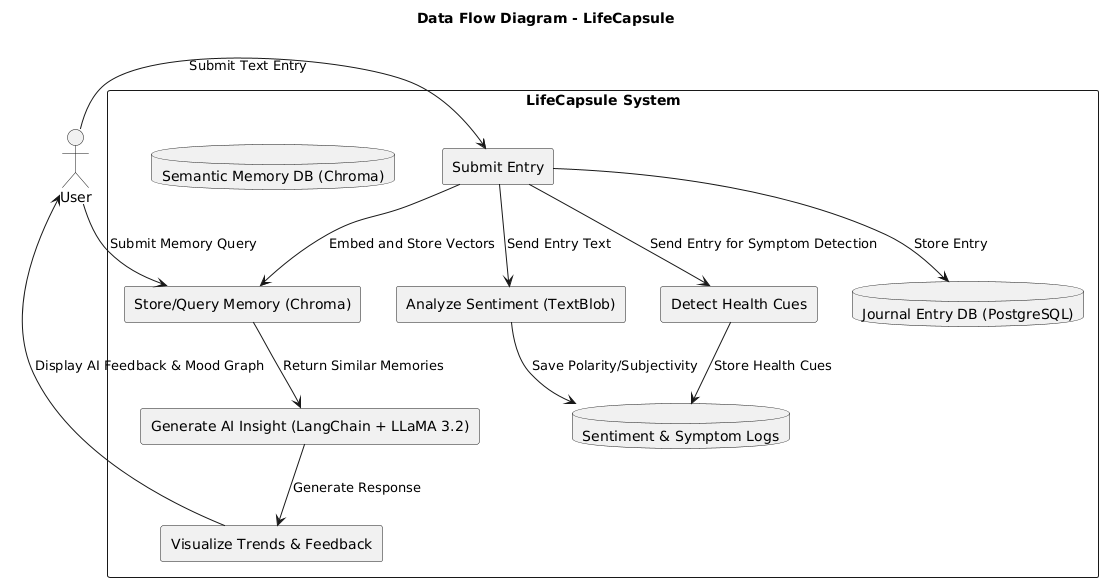 Data Flow Diagram - LifeCapsule
Submit Text Entry
LifeCapsule System
Semantic Memory DB (Chroma)
Submit Entry
User
Submit Memory Query
Embed and Store Vectors
Send Entry Text
Send Entry for Symptom Detection
Store Entry
Store/Query Memory (Chroma)
Analyze Sentiment (TextBlob)
Detect Health Cues
Journal Entry DB (PostgreSQL)
Display AI Feedback & Mood Graph
Return Similar Memories
Save Polarity/Subjectivity
Store Health Cues
Generate AI Insight (LangChain + LLaMA 3.2)
Sentiment & Symptom Logs
Generate Response
Visualize Trends & Feedback